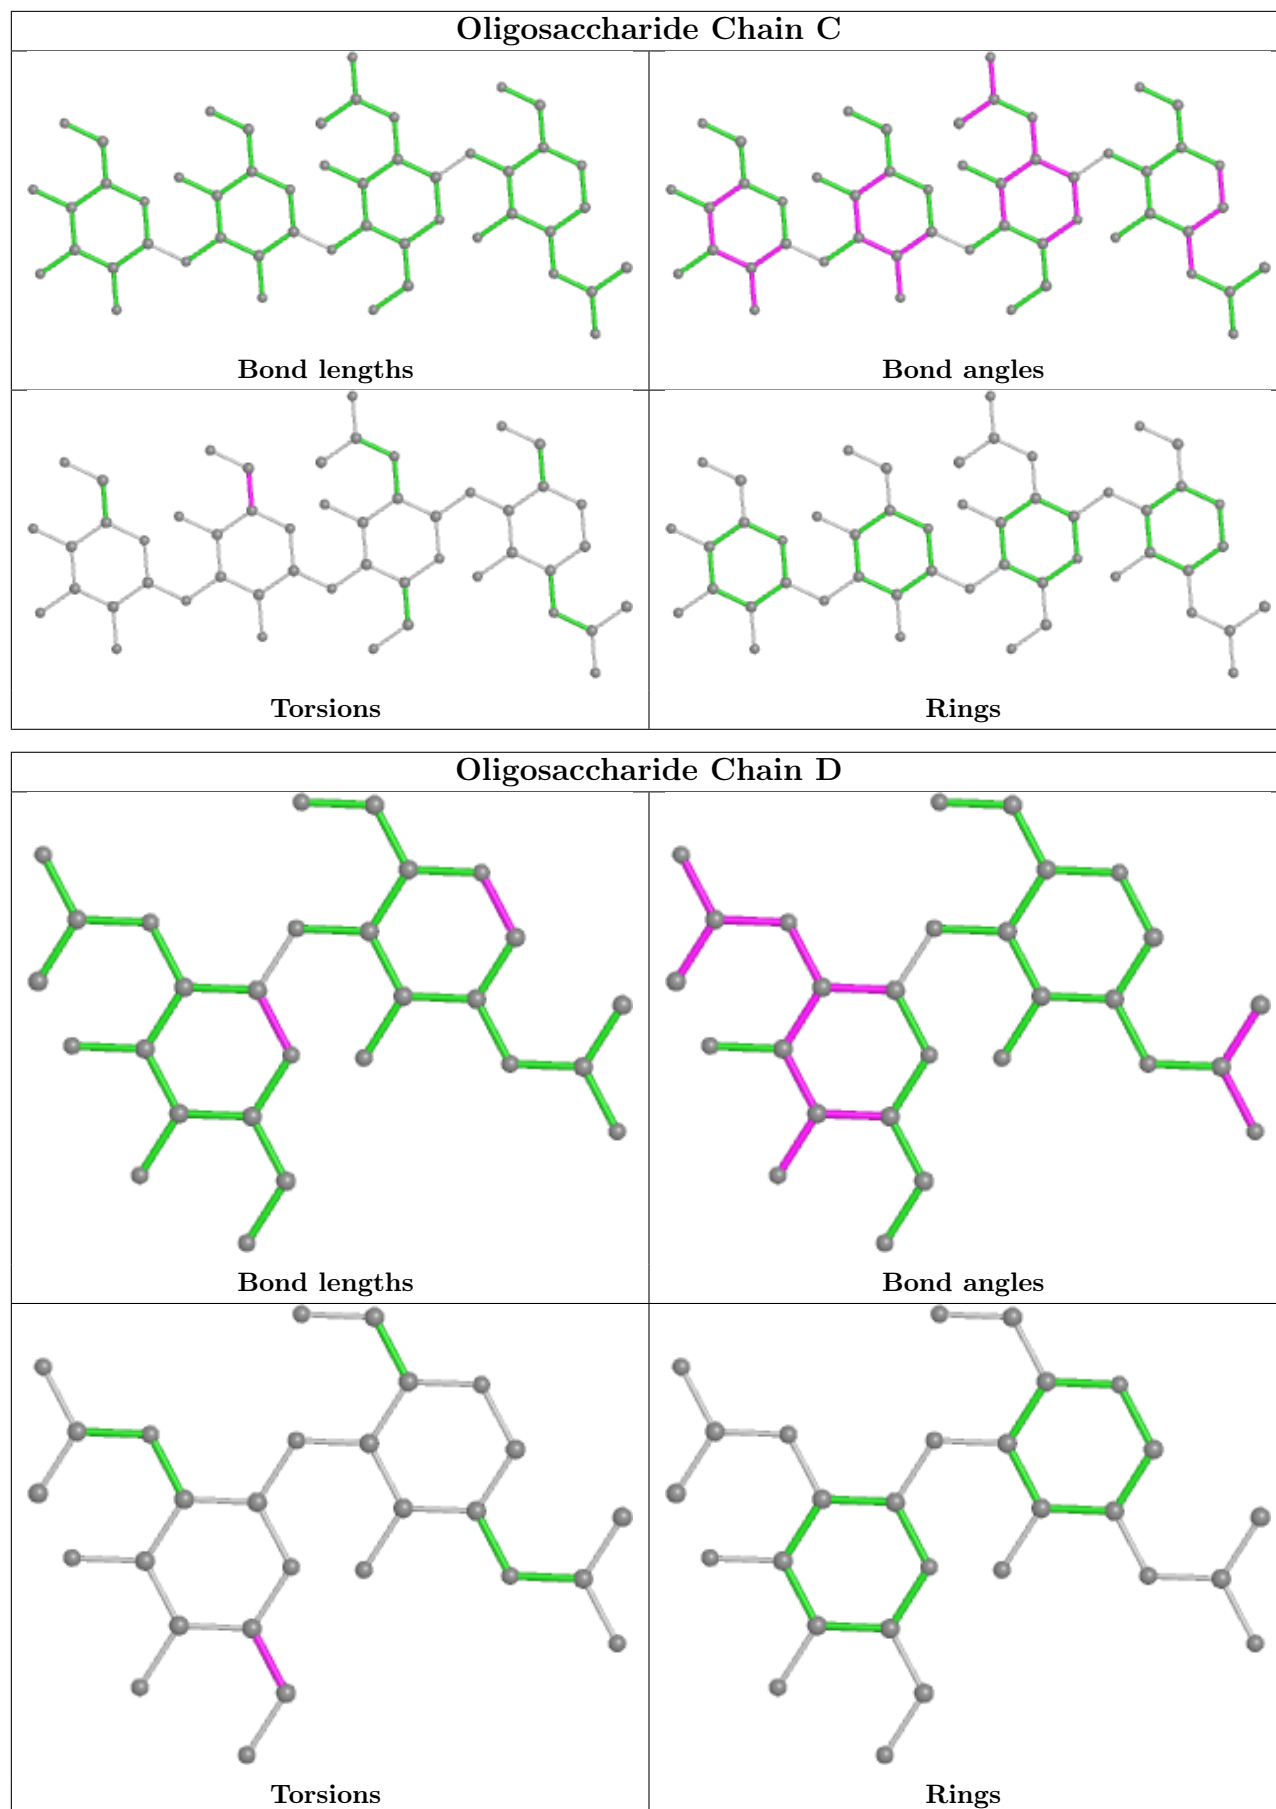 Oligosaccharide Chain C
Bond lengths
Bond angles
Torsions
Rings
Oligosaccharide Chain D
Bond lengths
Bond angles
Torsions
Rings